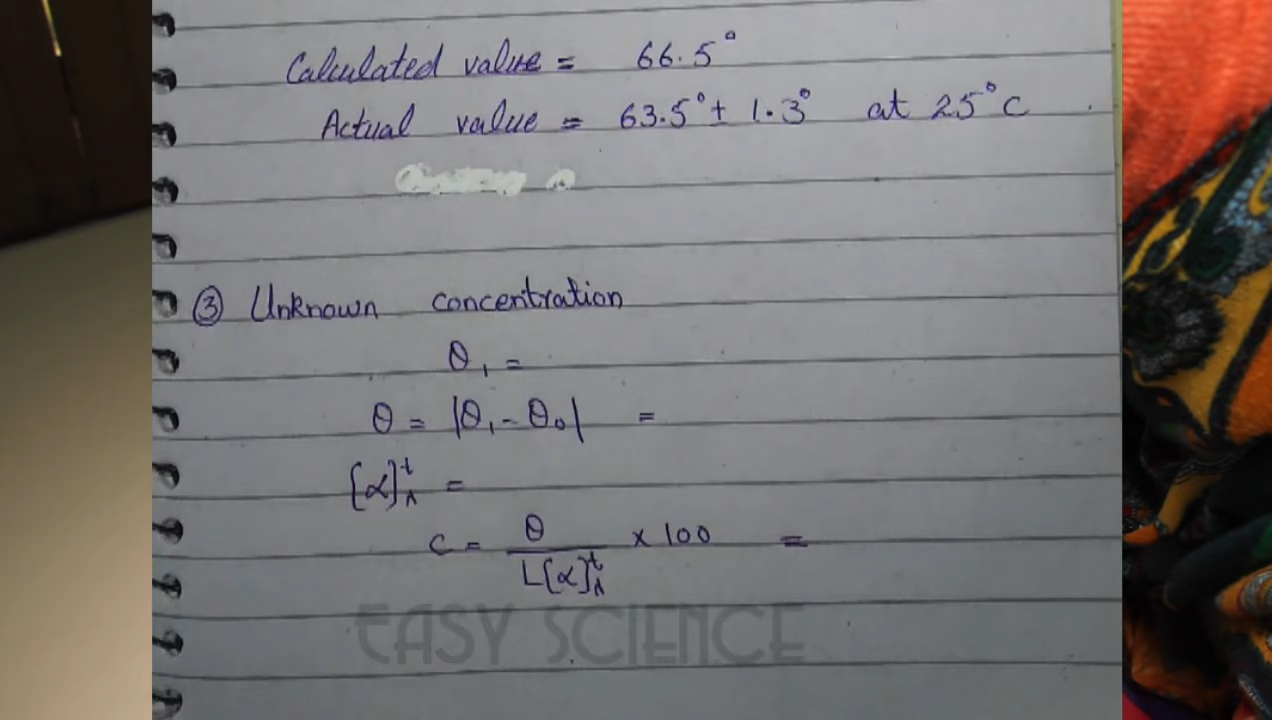 Calculated value = 66.5°
Actual value = 63.5° ± 1.3° at 25°C
③ Unknown concentration
θ₁ =
θ = |θ₁ - θ₀| =
[α]ᵗλ =
C = θ / L[α]ᵗλ × 100 =
EASY SCIENCE